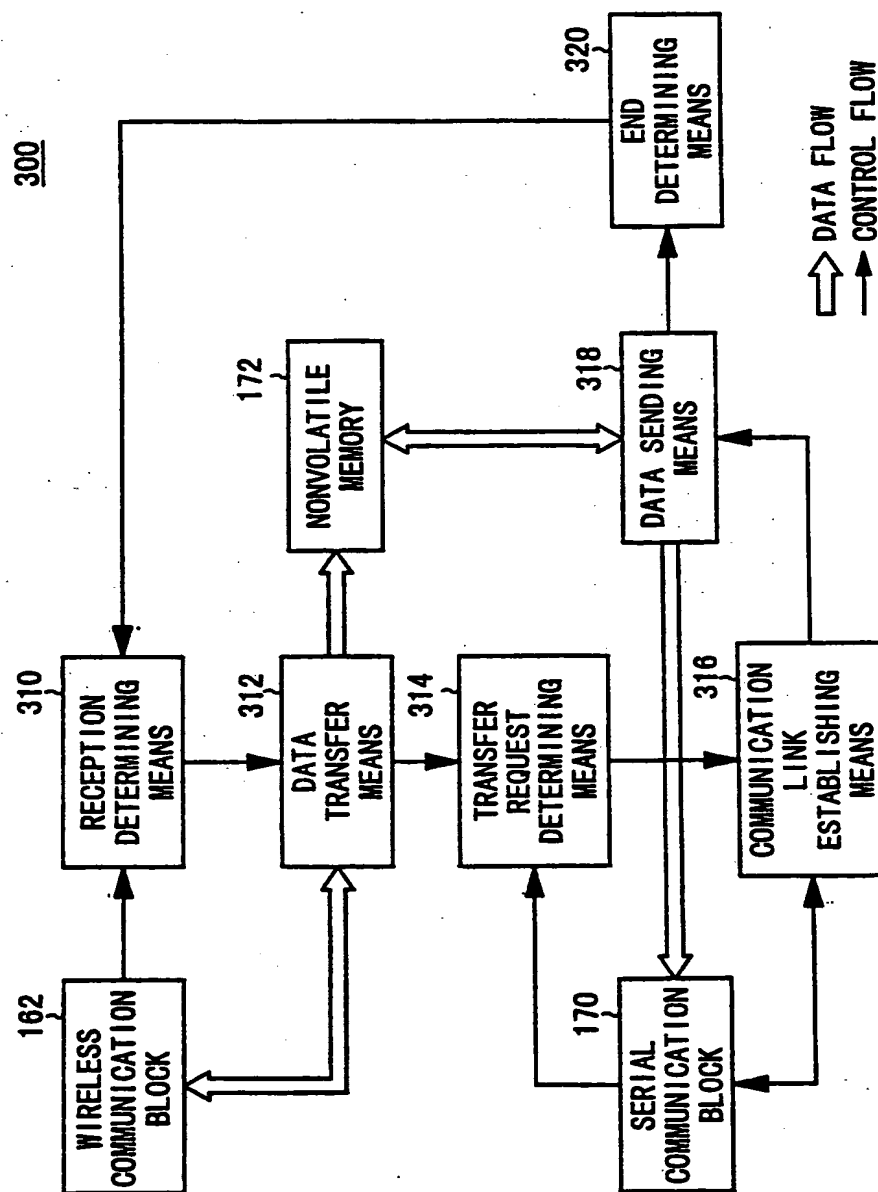 300
162
WIRELESS
COMMUNICATION
BLOCK
310
RECEPTION
DETERMINING
MEANS
312
DATA
TRANSFER
MEANS
172
NONVOLATILE
MEMORY
314
TRANSFER
REQUEST
DETERMINING
MEANS
170
SERIAL
COMMUNICATION
BLOCK
316
COMMUNICATION
LINK
ESTABLISHING
MEANS
318
DATA SENDING
MEANS
320
END
DETERMINING
MEANS
DATA FLOW
CONTROL FLOW